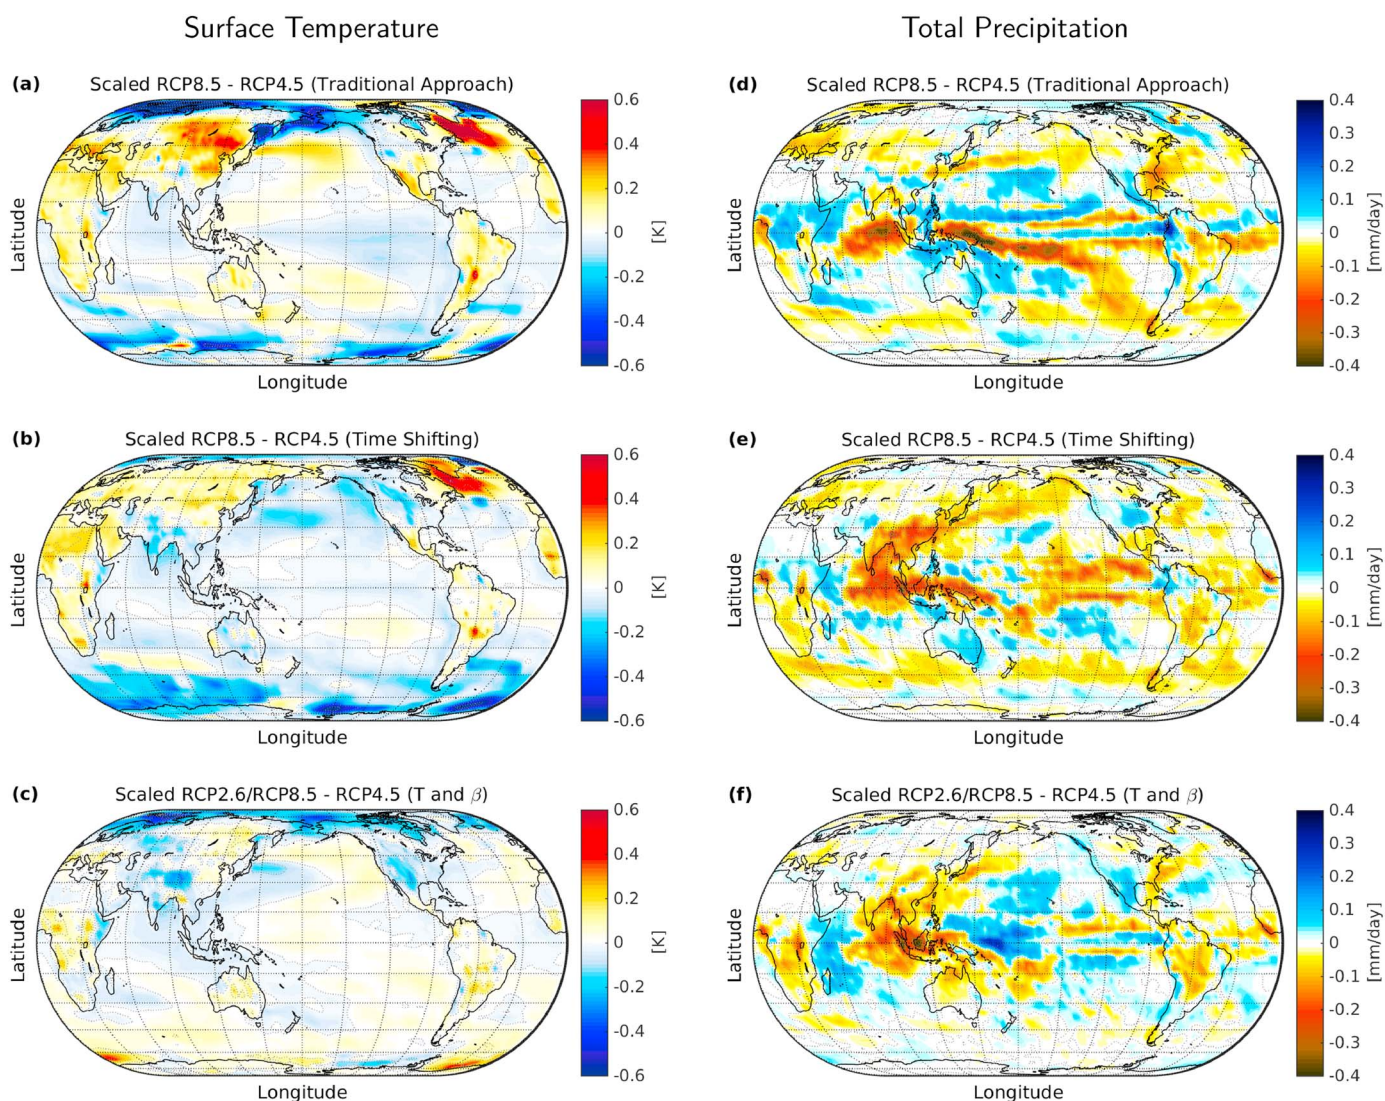 Surface Temperature
Total Precipitation
(a) Scaled RCP8.5 - RCP4.5 (Traditional Approach)
0.6
0.4
0.2
0
-0.2
-0.4
-0.6
[K]
Latitude
Longitude
(d) Scaled RCP8.5 - RCP4.5 (Traditional Approach)
0.4
0.3
0.2
0.1
0
-0.1
-0.2
-0.3
-0.4
[mm/day]
Latitude
Longitude
(b) Scaled RCP8.5 - RCP4.5 (Time Shifting)
0.6
0.4
0.2
0
-0.2
-0.4
-0.6
[K]
Latitude
Longitude
(e) Scaled RCP8.5 - RCP4.5 (Time Shifting)
0.4
0.3
0.2
0.1
0
-0.1
-0.2
-0.3
-0.4
[mm/day]
Latitude
Longitude
(c) Scaled RCP2.6/RCP8.5 - RCP4.5 (T and β)
0.6
0.4
0.2
0
-0.2
-0.4
-0.6
[K]
Latitude
Longitude
(f) Scaled RCP2.6/RCP8.5 - RCP4.5 (T and β)
0.4
0.3
0.2
0.1
0
-0.1
-0.2
-0.3
-0.4
[mm/day]
Latitude
Longitude